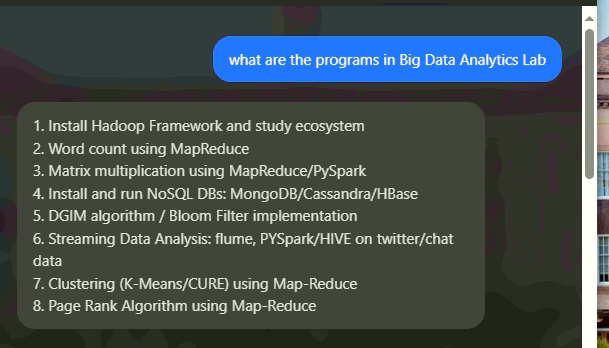 what are the programs in Big Data Analytics Lab
1. Install Hadoop Framework and study ecosystem
2. Word count using MapReduce
3. Matrix multiplication using MapReduce/PySpark
4. Install and run NoSQL DBs: MongoDB/Cassandra/HBase
5. DGIM algorithm / Bloom Filter implementation
6. Streaming Data Analysis: flume, PYSpark/HIVE on twitter/chat
data
7. Clustering (K-Means/CURE) using Map-Reduce
8. Page Rank Algorithm using Map-Reduce